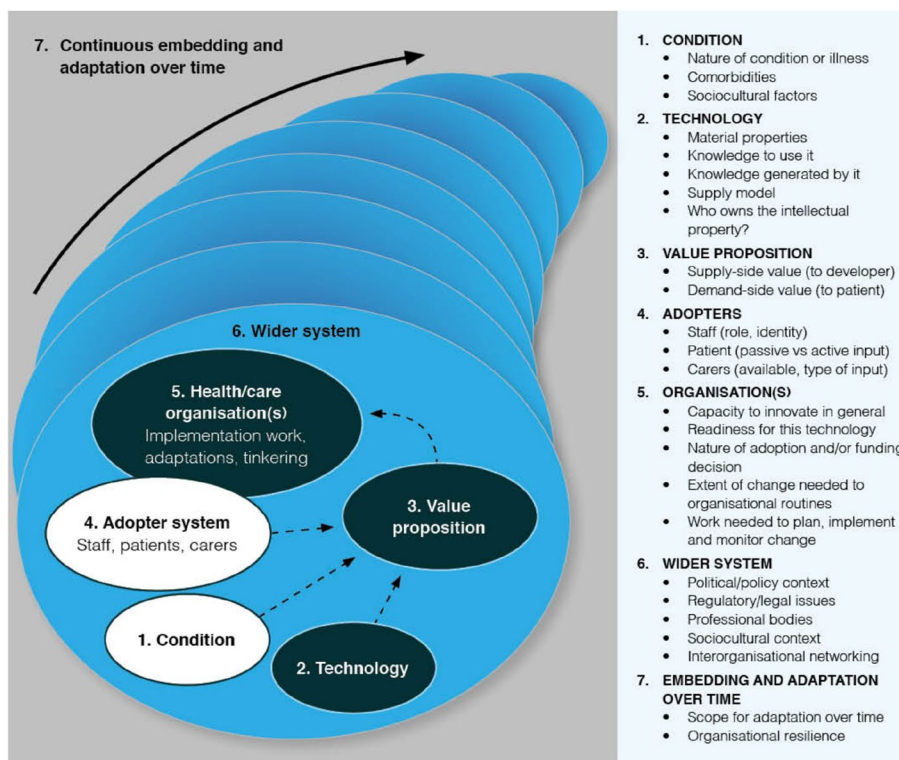 7. Continuous embedding and
adaptation over time
6. Wider system
5. Health/care
organisation(s)
Implementation work,
adaptations, tinkering
4. Adopter system
Staff, patients, carers
3. Value
proposition
1. Condition
2. Technology
1. CONDITION
• Nature of condition or illness
• Comorbidities
• Sociocultural factors
2. TECHNOLOGY
• Material properties
• Knowledge to use it
• Knowledge generated by it
• Supply model
• Who owns the intellectual
property?
3. VALUE PROPOSITION
• Supply-side value (to developer)
• Demand-side value (to patient)
4. ADOPTERS
• Staff (role, identity)
• Patient (passive vs active input)
• Carers (available, type of input)
5. ORGANISATION(S)
• Capacity to innovate in general
• Readiness for this technology
• Nature of adoption and/or funding
decision
• Extent of change needed to
organisational routines
• Work needed to plan, implement
and monitor change
6. WIDER SYSTEM
• Political/policy context
• Regulatory/legal issues
• Professional bodies
• Sociocultural context
• Interorganisational networking
7. EMBEDDING AND ADAPTATION
OVER TIME
• Scope for adaptation over time
• Organisational resilience